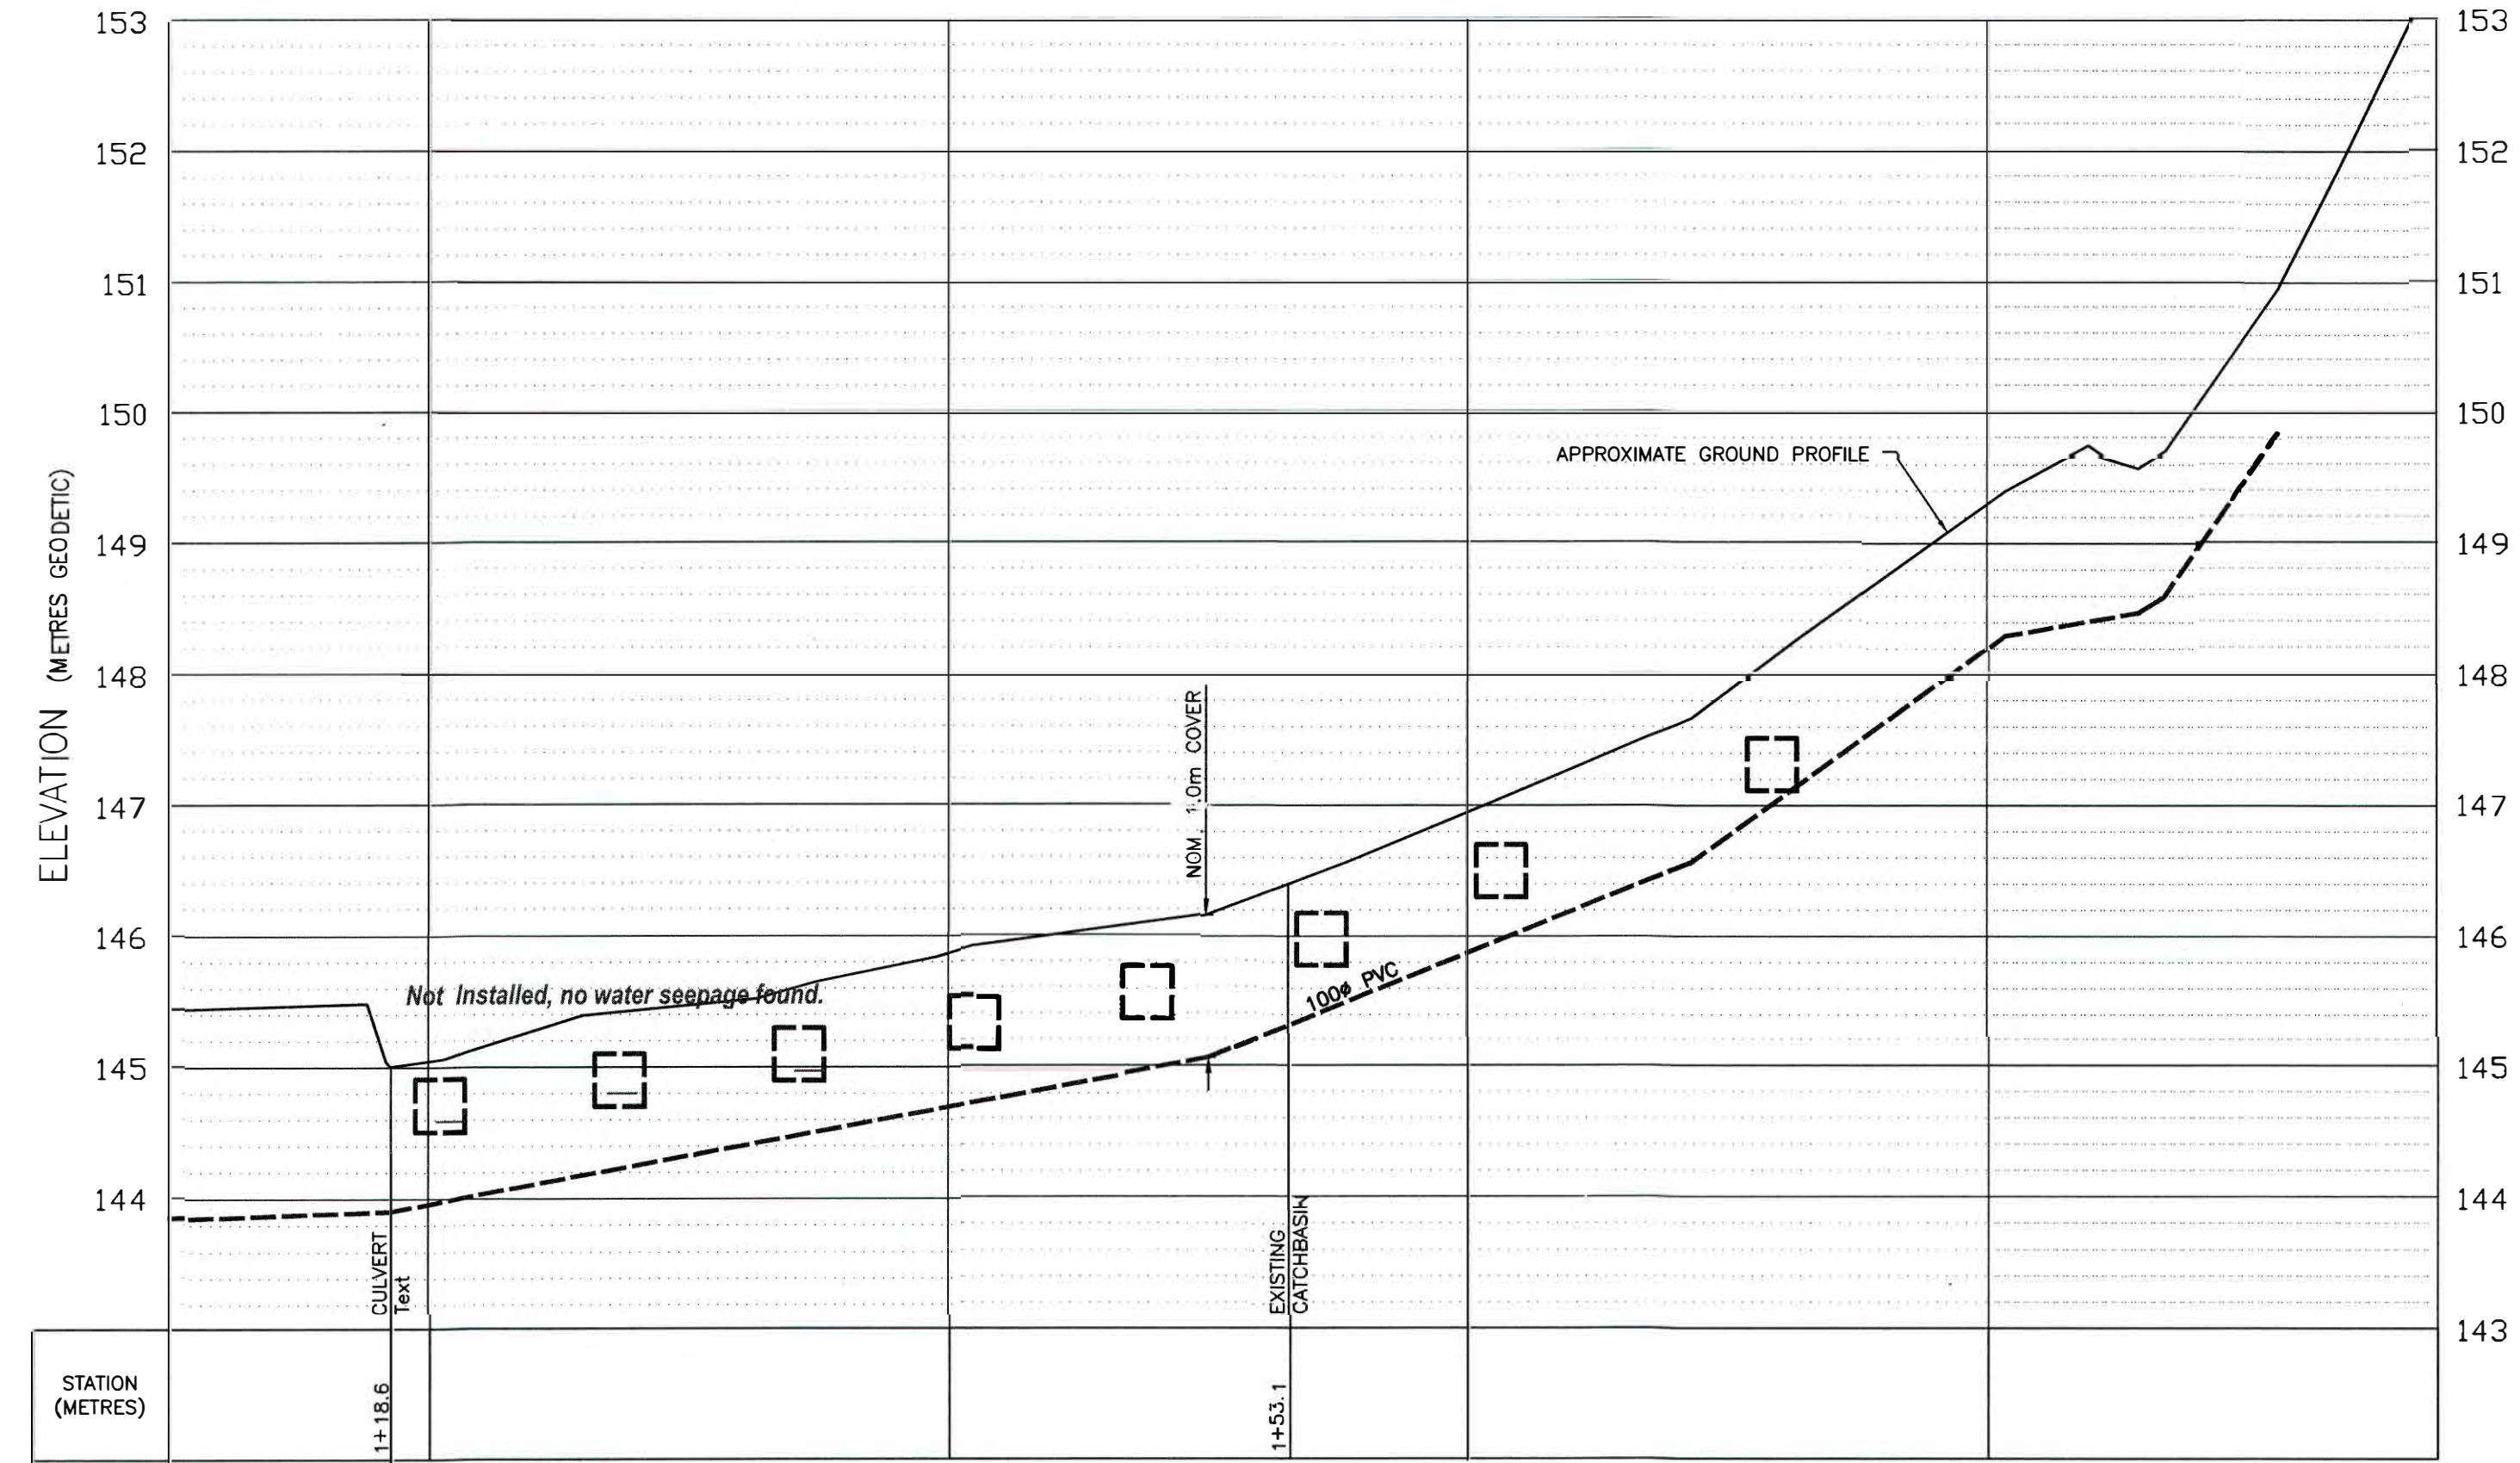 153
152
151
150
149
148
147
146
145
144
ELEVATION (METRES GEODETIC)
153
152
151
150
149
148
147
146
145
144
143
APPROXIMATE GROUND PROFILE
NOM. 1.0m COVER
Not Installed, no water seepage found.
100ø PVC
CULVERT
Text
EXISTING
CATCHBASIN
STATION
(METRES)
1+18.6
1+53.1